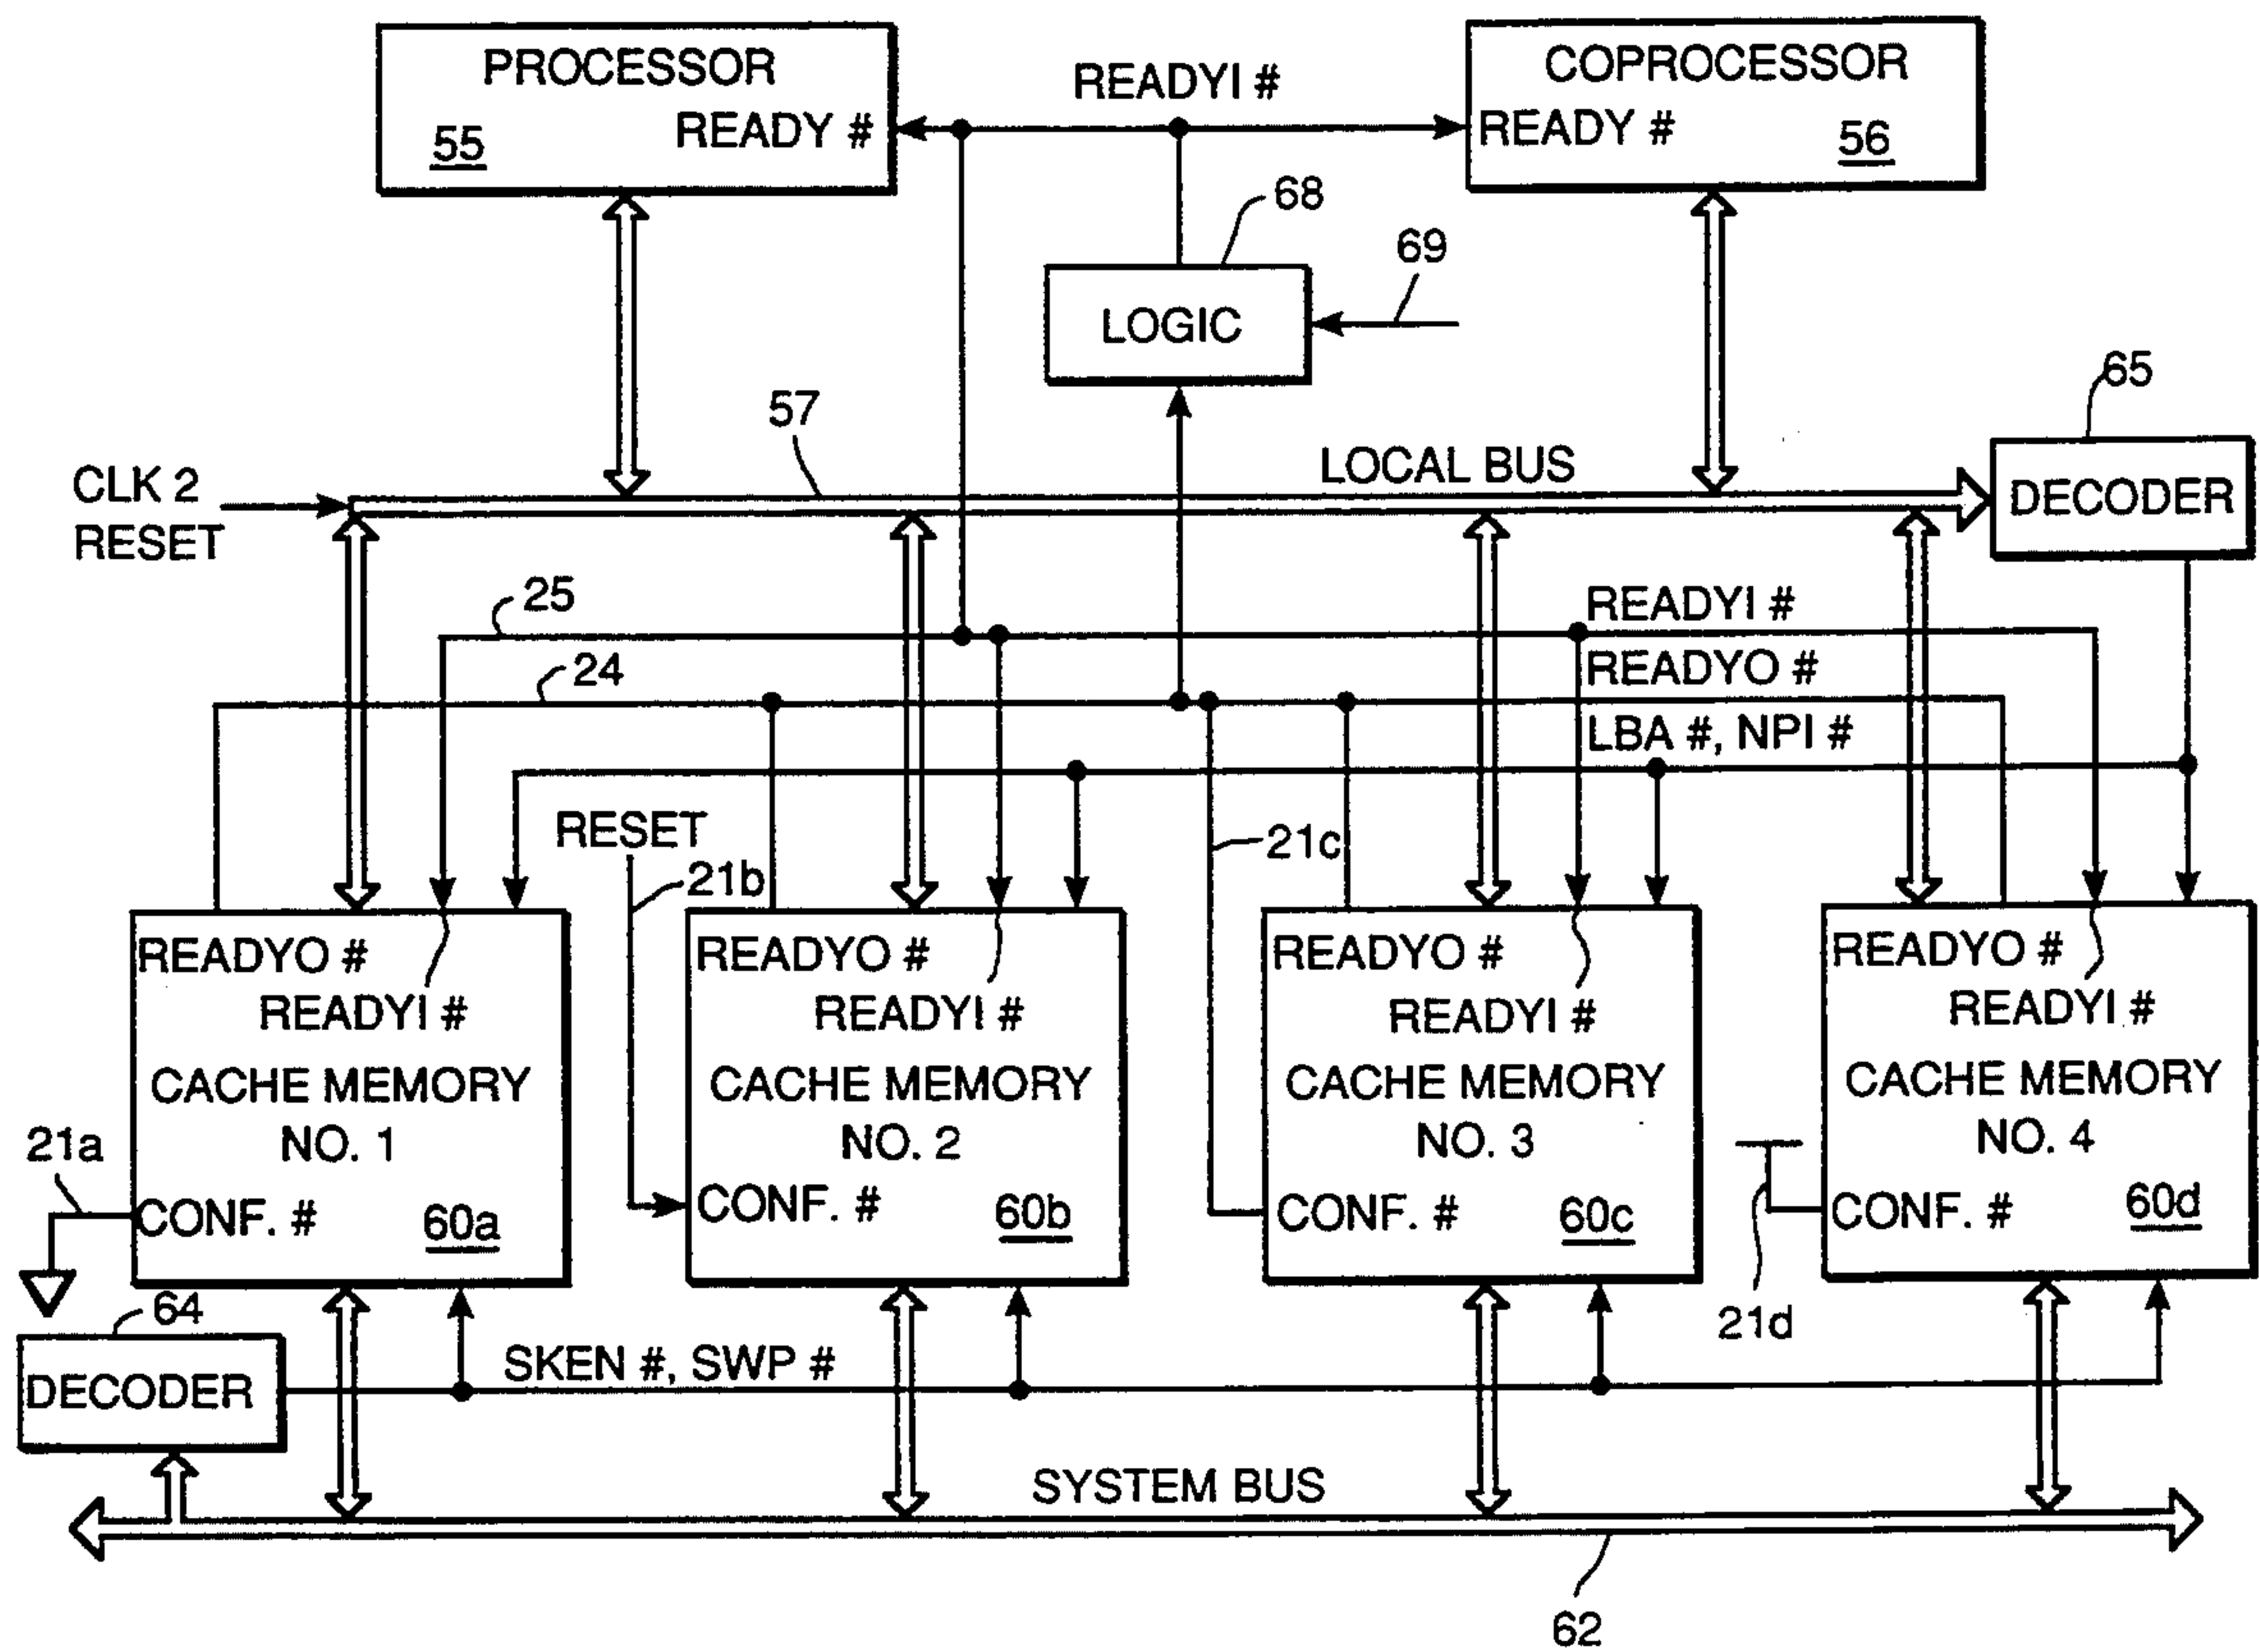 PROCESSOR
READY #
55
READYI #
COPROCESSOR
READY #
56
68
69
LOGIC
65
57
LOCAL BUS
CLK 2
RESET
DECODER
25
READYI #
24
READYO #
LBA #, NPI #
RESET
21b
21c
READYO #
READYI #
CACHE MEMORY
NO. 1
21a
CONF. #
60a
READYO #
READYI #
CACHE MEMORY
NO. 2
CONF. #
60b
READYO #
READYI #
CACHE MEMORY
NO. 3
CONF. #
60c
READYO #
READYI #
CACHE MEMORY
NO. 4
CONF. #
60d
21d
64
DECODER
SKEN #, SWP #
SYSTEM BUS
62